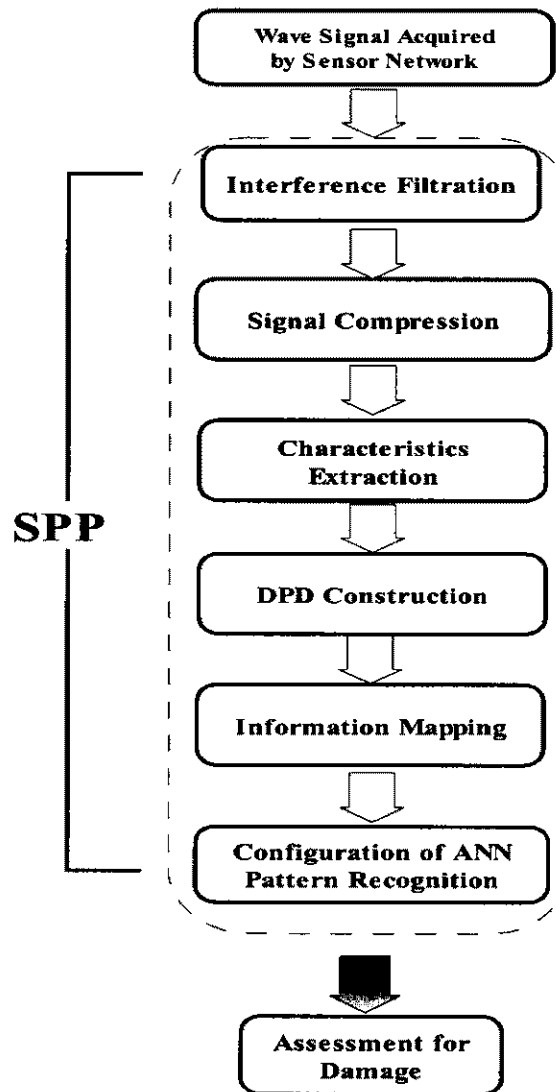 Wave Signal Acquired
by Sensor Network
Interference Filtration
Signal Compression
Characteristics
Extraction
SPP
DPD Construction
Information Mapping
Configuration of ANN
Pattern Recognition
Assessment for
Damage